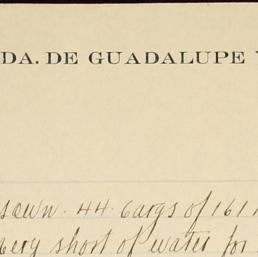 DA. DE GUADALUPE
sewn. 44. Cargs of 161
very short of water for